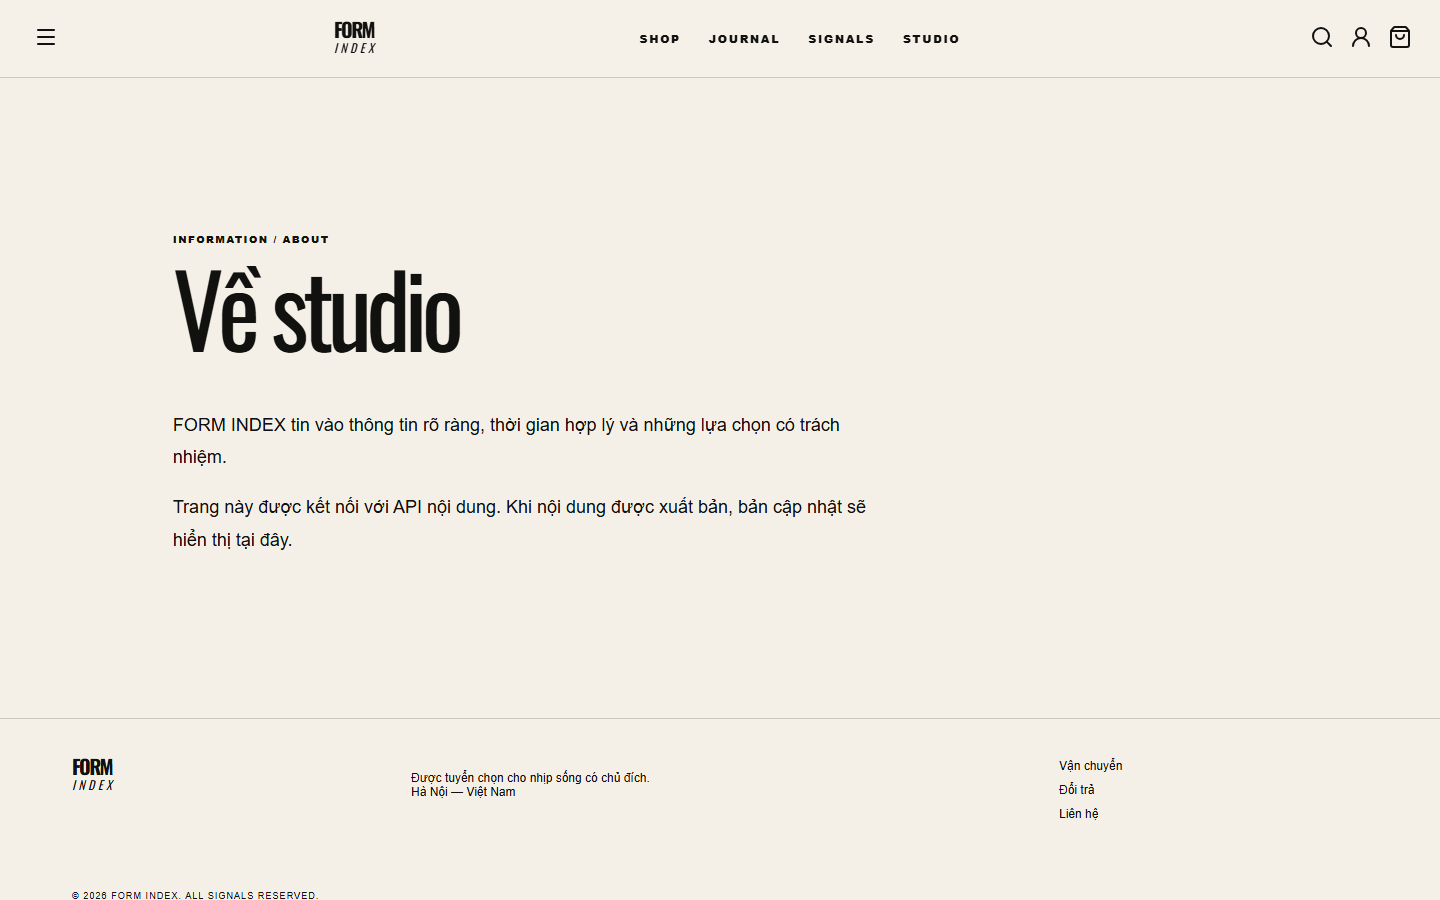 FORM
INDEX
SHOP JOURNAL SIGNALS STUDIO
INFORMATION / ABOUT
Về studio
FORM INDEX tin vào thông tin rõ ràng, thời gian hợp lý và những lựa chọn có trách
nhiệm.
Trang này được kết nối với API nội dung. Khi nội dung được xuất bản, bản cập nhật sẽ
hiển thị tại đây.
FORM
INDEX
Được tuyển chọn cho nhịp sống có chủ đích.
Hà Nội — Việt Nam
Vận chuyển
Đổi trả
Liên hệ
© 2026 FORM INDEX. ALL SIGNALS RESERVED.